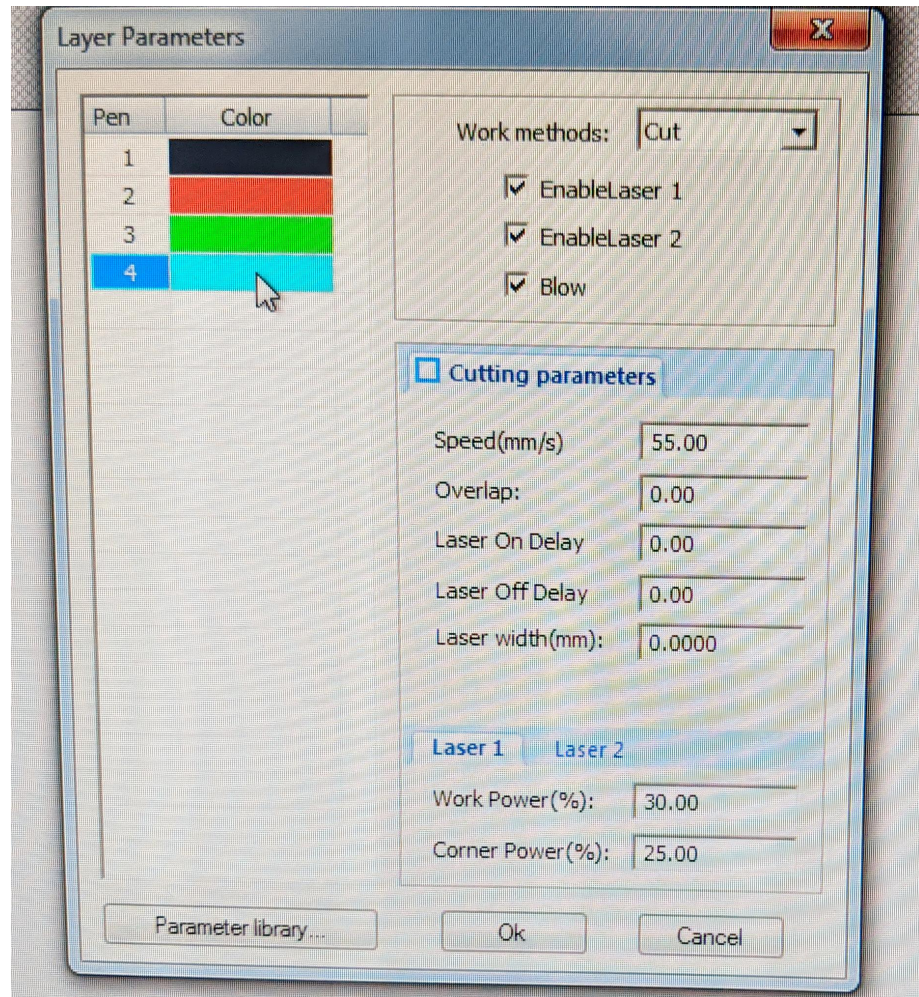 Layer Parameters
Pen Color
1
2
3
4
Work methods: Cut
EnableLaser 1
EnableLaser 2
Blow
Cutting parameters
Speed(mm/s) 55.00
Overlap: 0.00
Laser On Delay 0.00
Laser Off Delay 0.00
Laser width(mm): 0.0000
Laser 1 Laser 2
Work Power(%): 30.00
Corner Power(%): 25.00
Parameter library... Ok Cancel